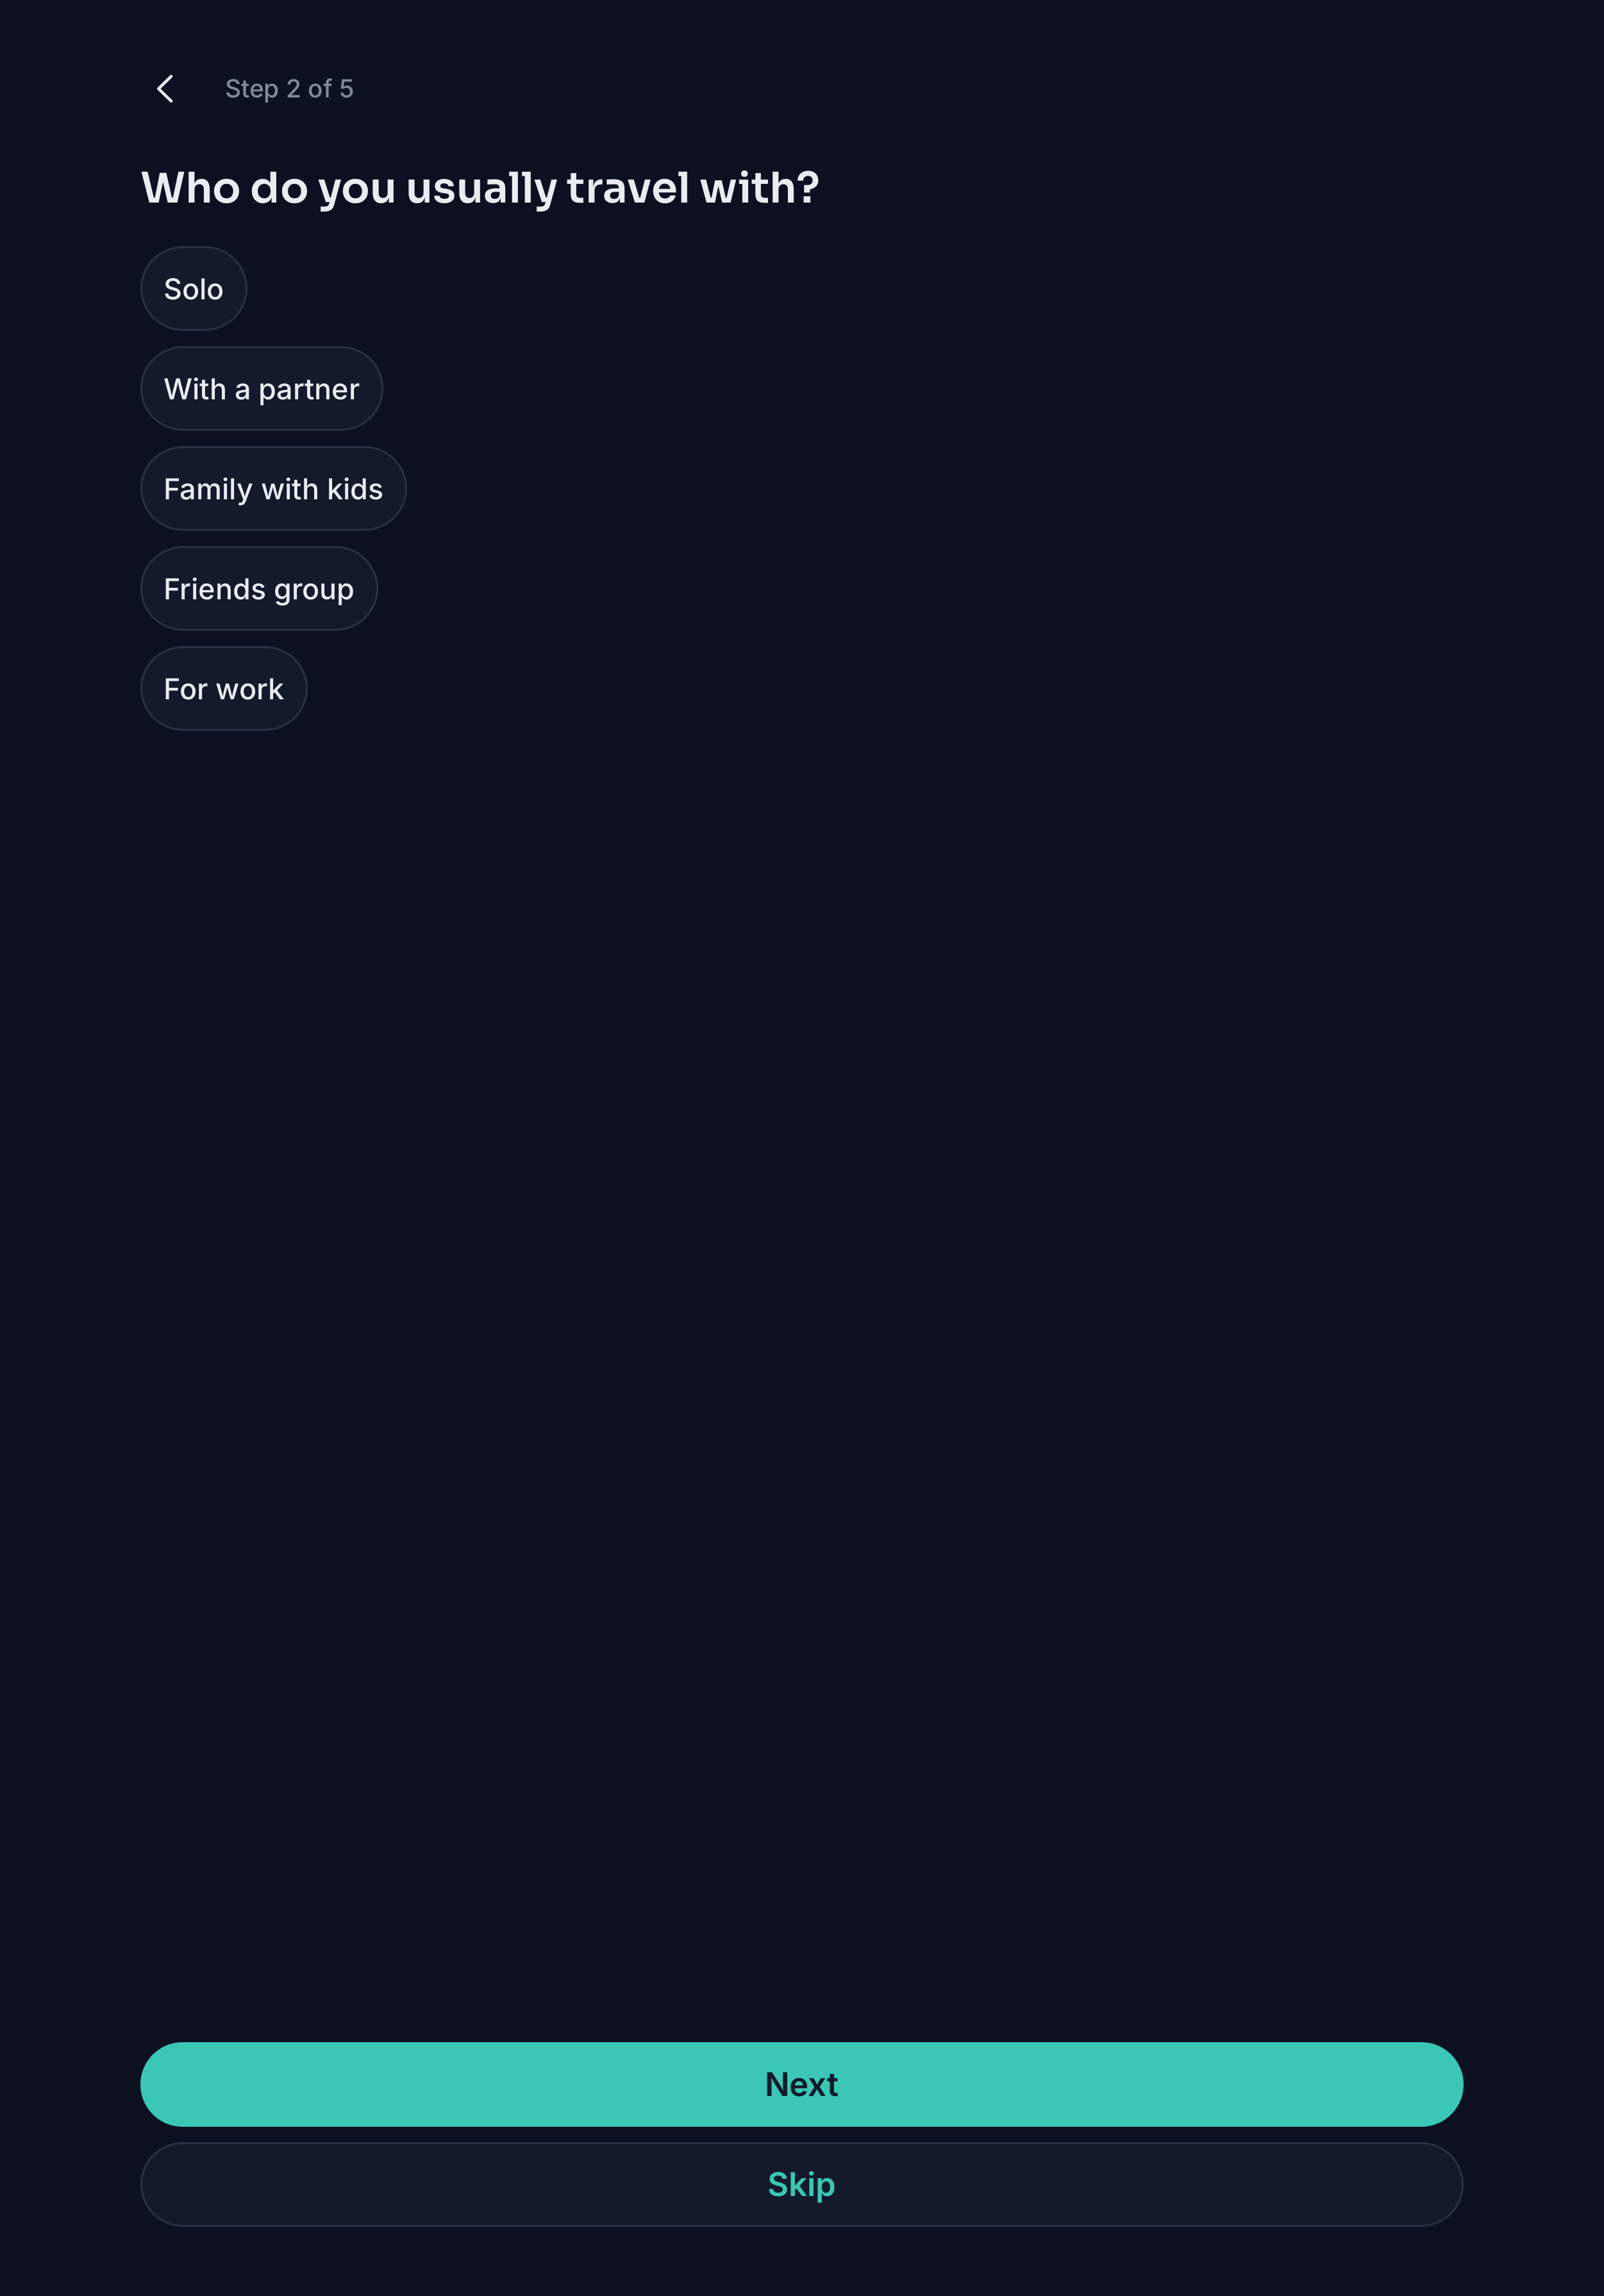 Step 2 of 5
Who do you usually travel with?
Solo
With a partner
Family with kids
Friends group
For work
Next
Skip